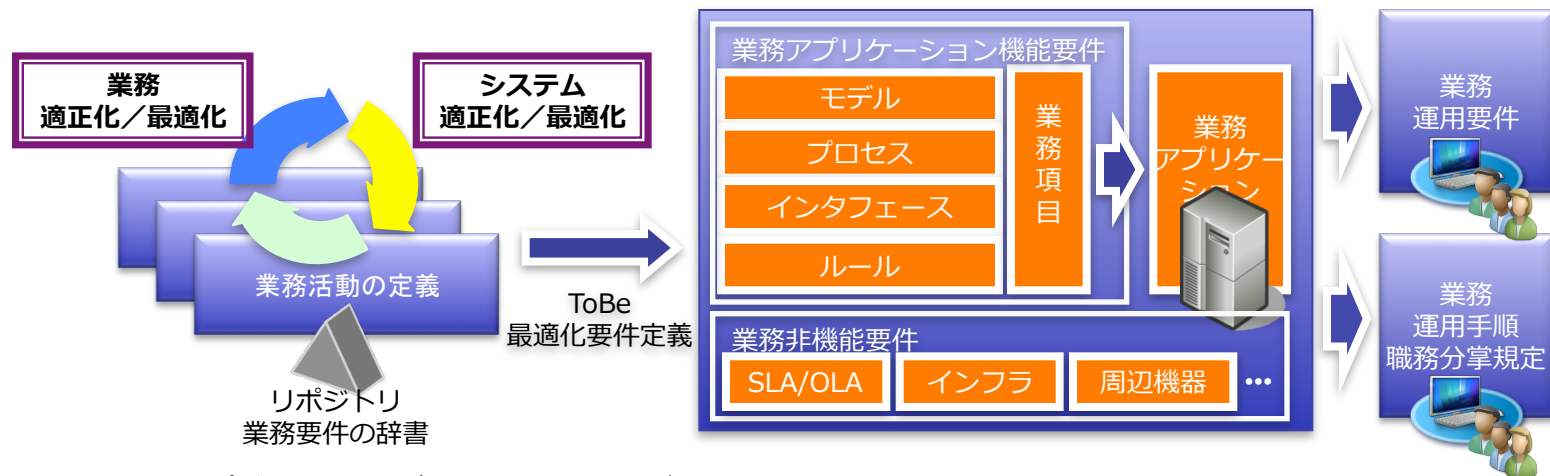 業務
適正化／最適化
システム
適正化／最適化
業務活動の定義
リポジトリ
業務要件の辞書
ToBe
最適化要件定義
業務アプリケーション機能要件
モデル
プロセス
インタフェース
ルール
業務項目
業務
アプリケー
ション
業務非機能要件
SLA/OLA
インフラ
周辺機器
•••
業務
運用要件
業務
運用手順
職務分掌規定